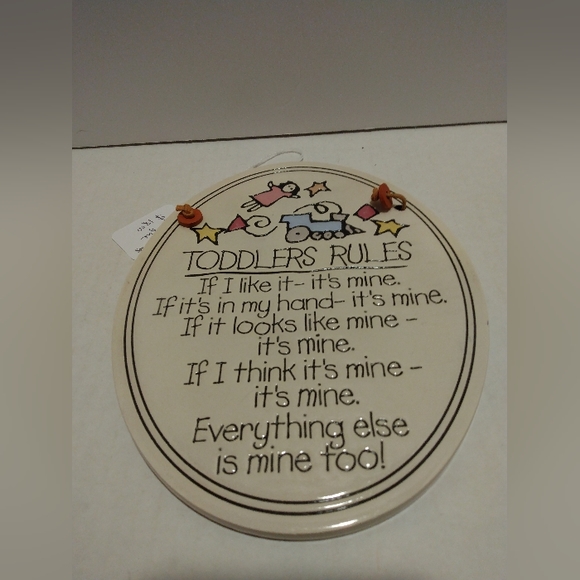 TODDLERS RULES
If I like it- it's mine.
If it's in my hand- it's mine.
If it looks like mine -
it's mine.
If I think it's mine -
it's mine.
Everything else
is mine too!